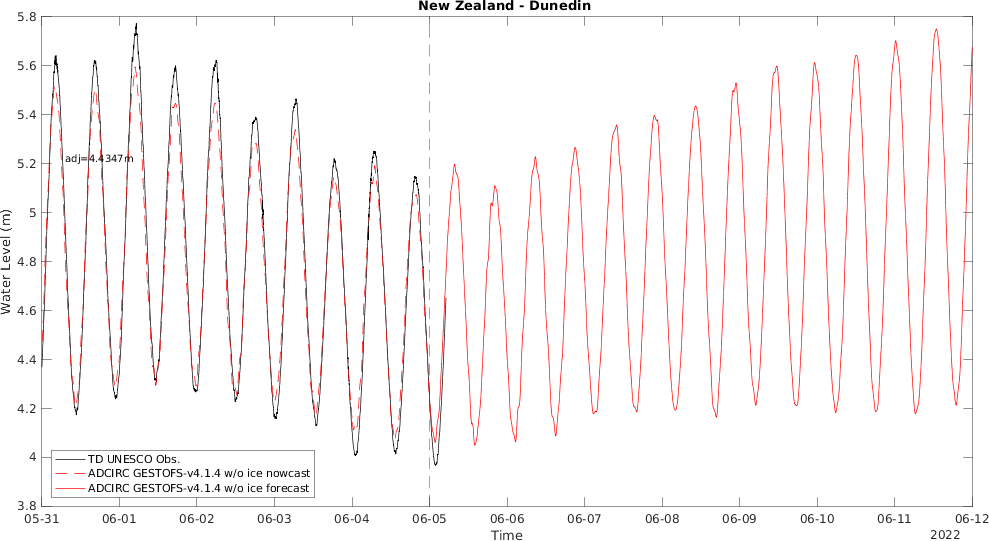 New Zealand - Dunedin
Water Level (m)
5.8
5.6
5.4
5.2
5
4.8
4.6
4.4
4.2
4
3.8
adj=4.4347m
TD UNESCO Obs.
ADCIRC GESTOFS-v4.1.4 w/o ice nowcast
ADCIRC GESTOFS-v4.1.4 w/o ice forecast
05-31 06-01 06-02 06-03 06-04 06-05 06-06 06-07 06-08 06-09 06-10 06-11 06-12
Time
2022